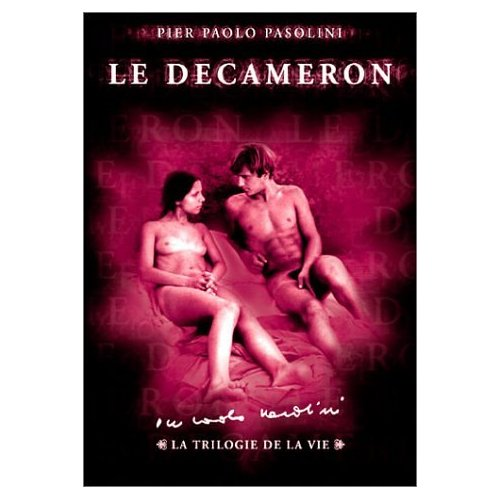 PIER PAOLO PASOLINI
LE DECAMERON
LA TRILOGIE DE LA VIE